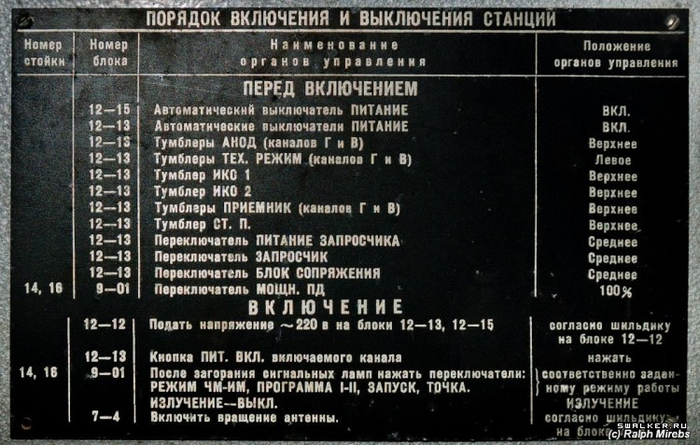 ПОРЯДОК ВКЛЮЧЕНИЯ И ВЫКЛЮЧЕНИЯ СТАНЦИИ
Номер стойки Номер блока Наименование органов управления Положение органов управления
ПЕРЕД ВКЛЮЧЕНИЕМ
12—15 Автоматический выключатель ПИТАНИЕ ВКЛ.
12—13 Автоматические выключатели ПИТАНИЕ ВКЛ.
12—13 Тумблеры АНОД (каналов Г и В) Верхнее
12—13 Тумблеры ТЕХ. РЕЖИМ (каналов Г и В) Левое
12—13 Тумблер ИКО 1 Верхнее
12—13 Тумблер ИКО 2 Верхнее
12—13 Тумблеры ПРИЕМНИК (каналов Г и В) Верхнее
12—13 Тумблер СТ. П. Верхнее
12—13 Переключатель ПИТАНИЕ ЗАПРОСЧИКА Среднее
12—13 Переключатель ЗАПРОСЧИК Среднее
12—13 Переключатель БЛОК СОПРЯЖЕНИЯ Среднее
14, 16 9—01 Переключатель МОЩН. ПД 100%
ВКЛЮЧЕНИЕ
12—12 Подать напряжение ~220 в на блоки 12—13, 12—15 согласно шильдику
на блоке 12—12
12—13 Кнопка ПИТ. ВКЛ. включаемого канала нажать
14, 16 9—01 После загорания сигнальных ламп нажать переключатели: соответственно заден-
РЕЖИМ ЧМ-ИМ, ПРОГРАММА I-II, ЗАПУСК, ТОЧКА. ному режиму работы
ИЗЛУЧЕНИЕ—ВЫКЛ. ИЗЛУЧЕНИЕ
7—4 Включить вращение антенны. согласно шильдику
на блоке
SWALKER.RU
(c) Ralph Mirebs